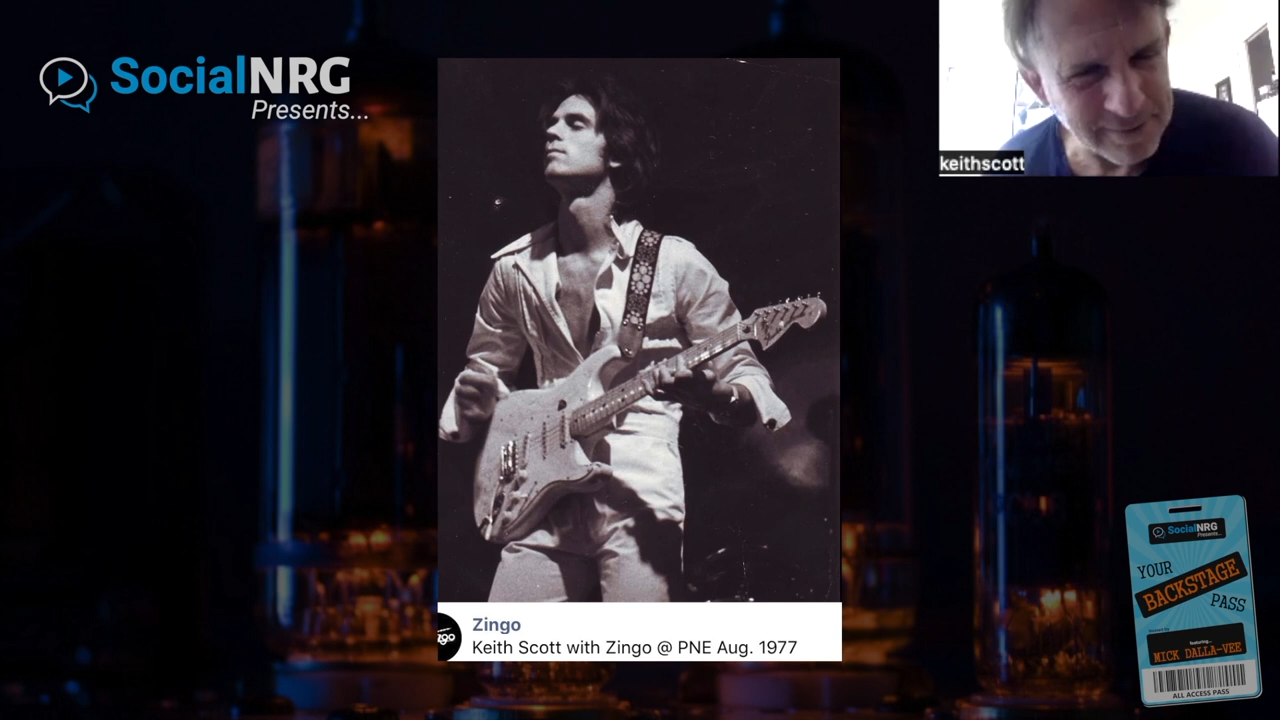 SocialNRG
Presents...
keithscott
Zingo
Keith Scott with Zingo @ PNE Aug. 1977
SocialNRG
Presents...
YOUR
BACKSTAGE
PASS
featuring...
MICK DALLA-VEE
ALL ACCESS PASS